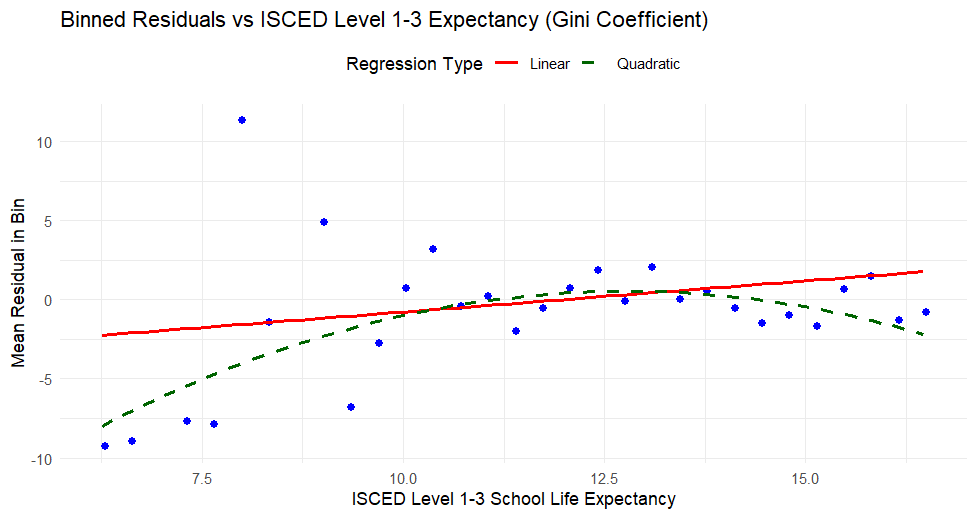 Binned Residuals vs ISCED Level 1-3 Expectancy (Gini Coefficient)
Regression Type Linear Quadratic
Mean Residual in Bin
10
5
0
-5
-10
7.5 10.0 12.5 15.0
ISCED Level 1-3 School Life Expectancy